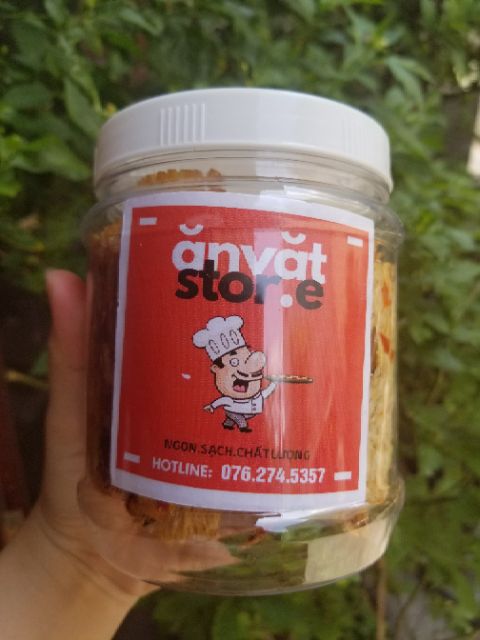 ănvặt
stor.e
NGON.SẠCH.CHẤT LƯỢNG
HOTLINE: 076.274.5357